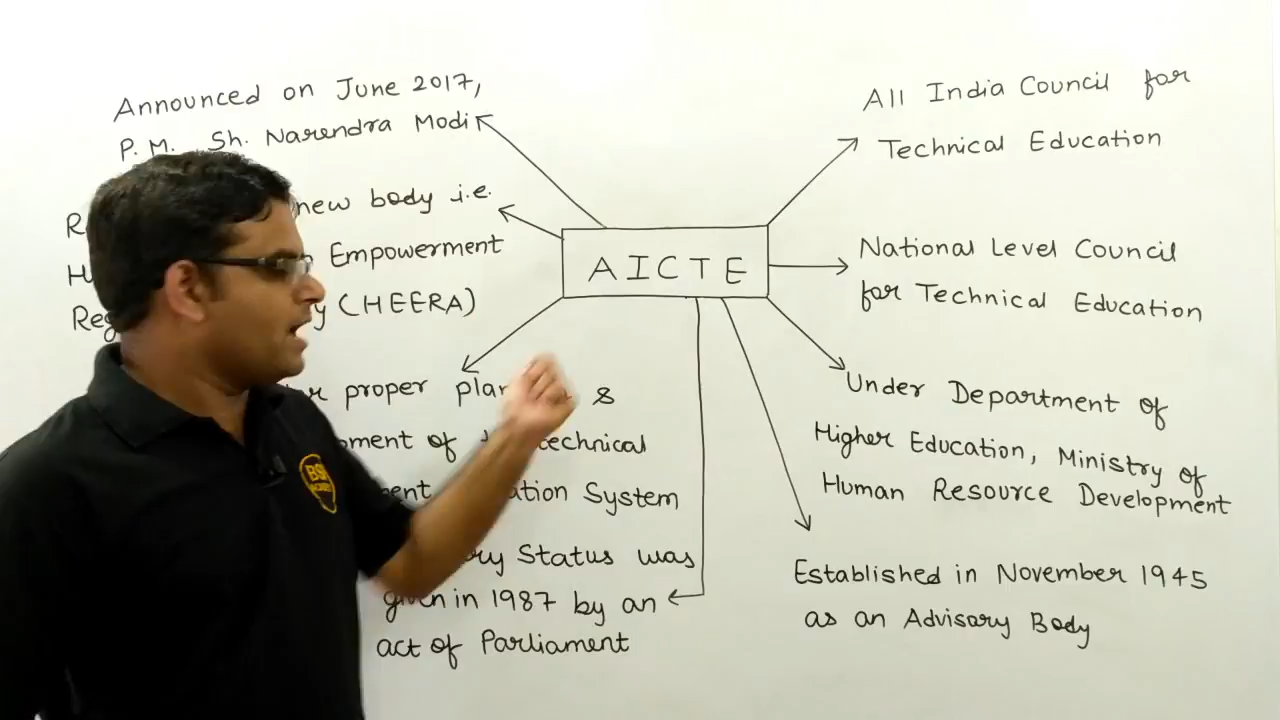 Announced on June 2017,
P.M. Sh. Narendra Modi
new body i.e.
Empowerment
(HEERA)
proper
&
of technical
System
Status was
given in 1987 by an
act of Parliament
AICTE
All India Council for
Technical Education
National Level Council
for Technical Education
Under Department of
Higher Education, Ministry of
Human Resource Development
Established in November 1945
as an Advisory Body